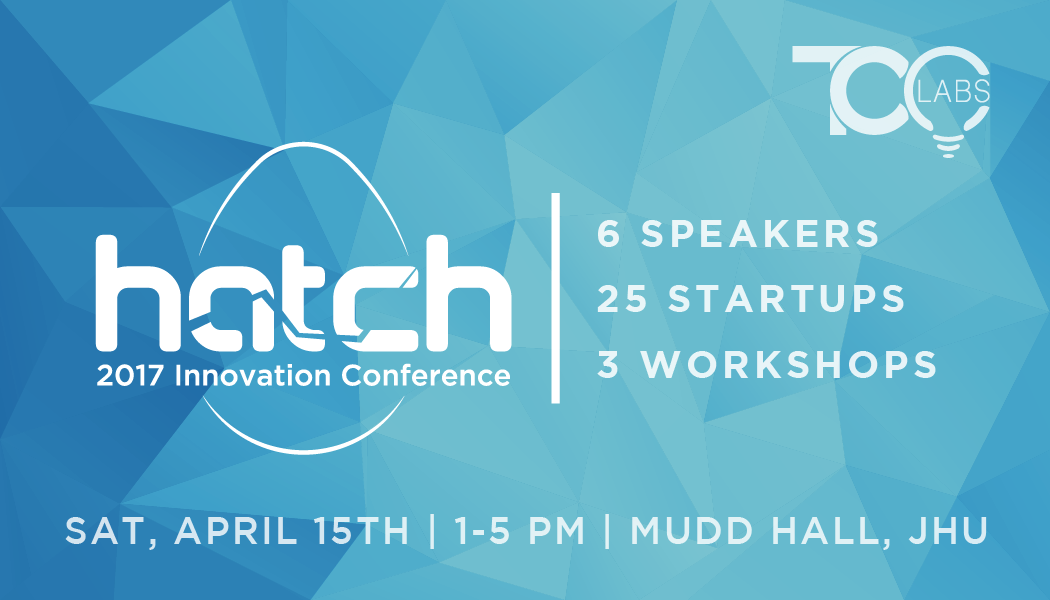 TCO
LABS
hatch
2017 Innovation Conference
6 SPEAKERS
25 STARTUPS
3 WORKSHOPS
SAT, APRIL 15TH | 1-5 PM | MUDD HALL, JHU